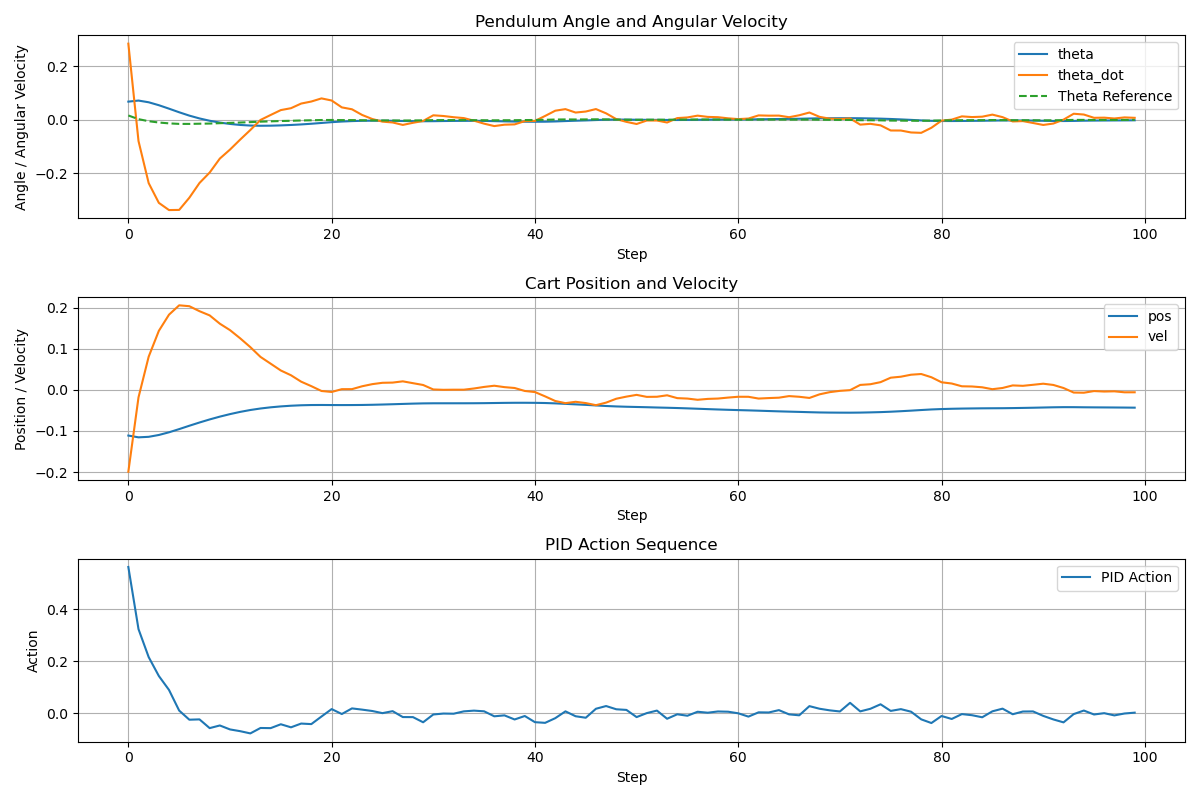 Pendulum Angle and Angular Velocity
Angle / Angular Velocity
0.2
0.0
−0.2
theta
theta_dot
Theta Reference
0 20 40 60 80 100
Step
Cart Position and Velocity
Position / Velocity
0.2
0.1
0.0
−0.1
−0.2
pos
vel
0 20 40 60 80 100
Step
PID Action Sequence
Action
0.4
0.2
0.0
PID Action
0 20 40 60 80 100
Step